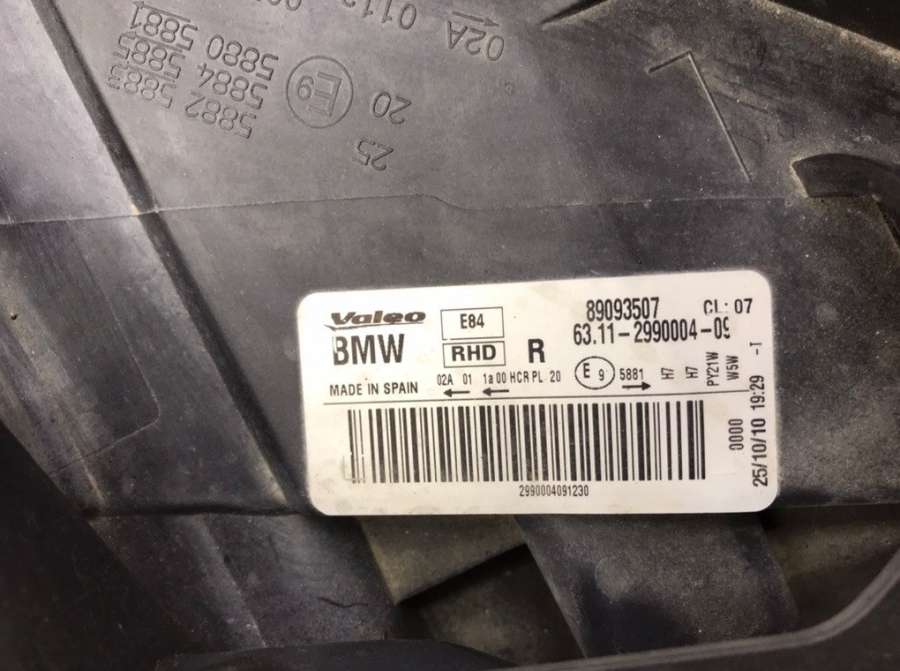 02A 0112
5880 5881
5884 5885
5882 5883
E9
20
25
Valeo
BMW
MADE IN SPAIN
E84
RHD
R
89093507
CL: 07
63.11-2990004-09
02A 01 1a 00 HCR PL 20
E 9 5881
H7
H7
PY21W
W5W
0000
25/10/10 19:29 -I
2990004091230